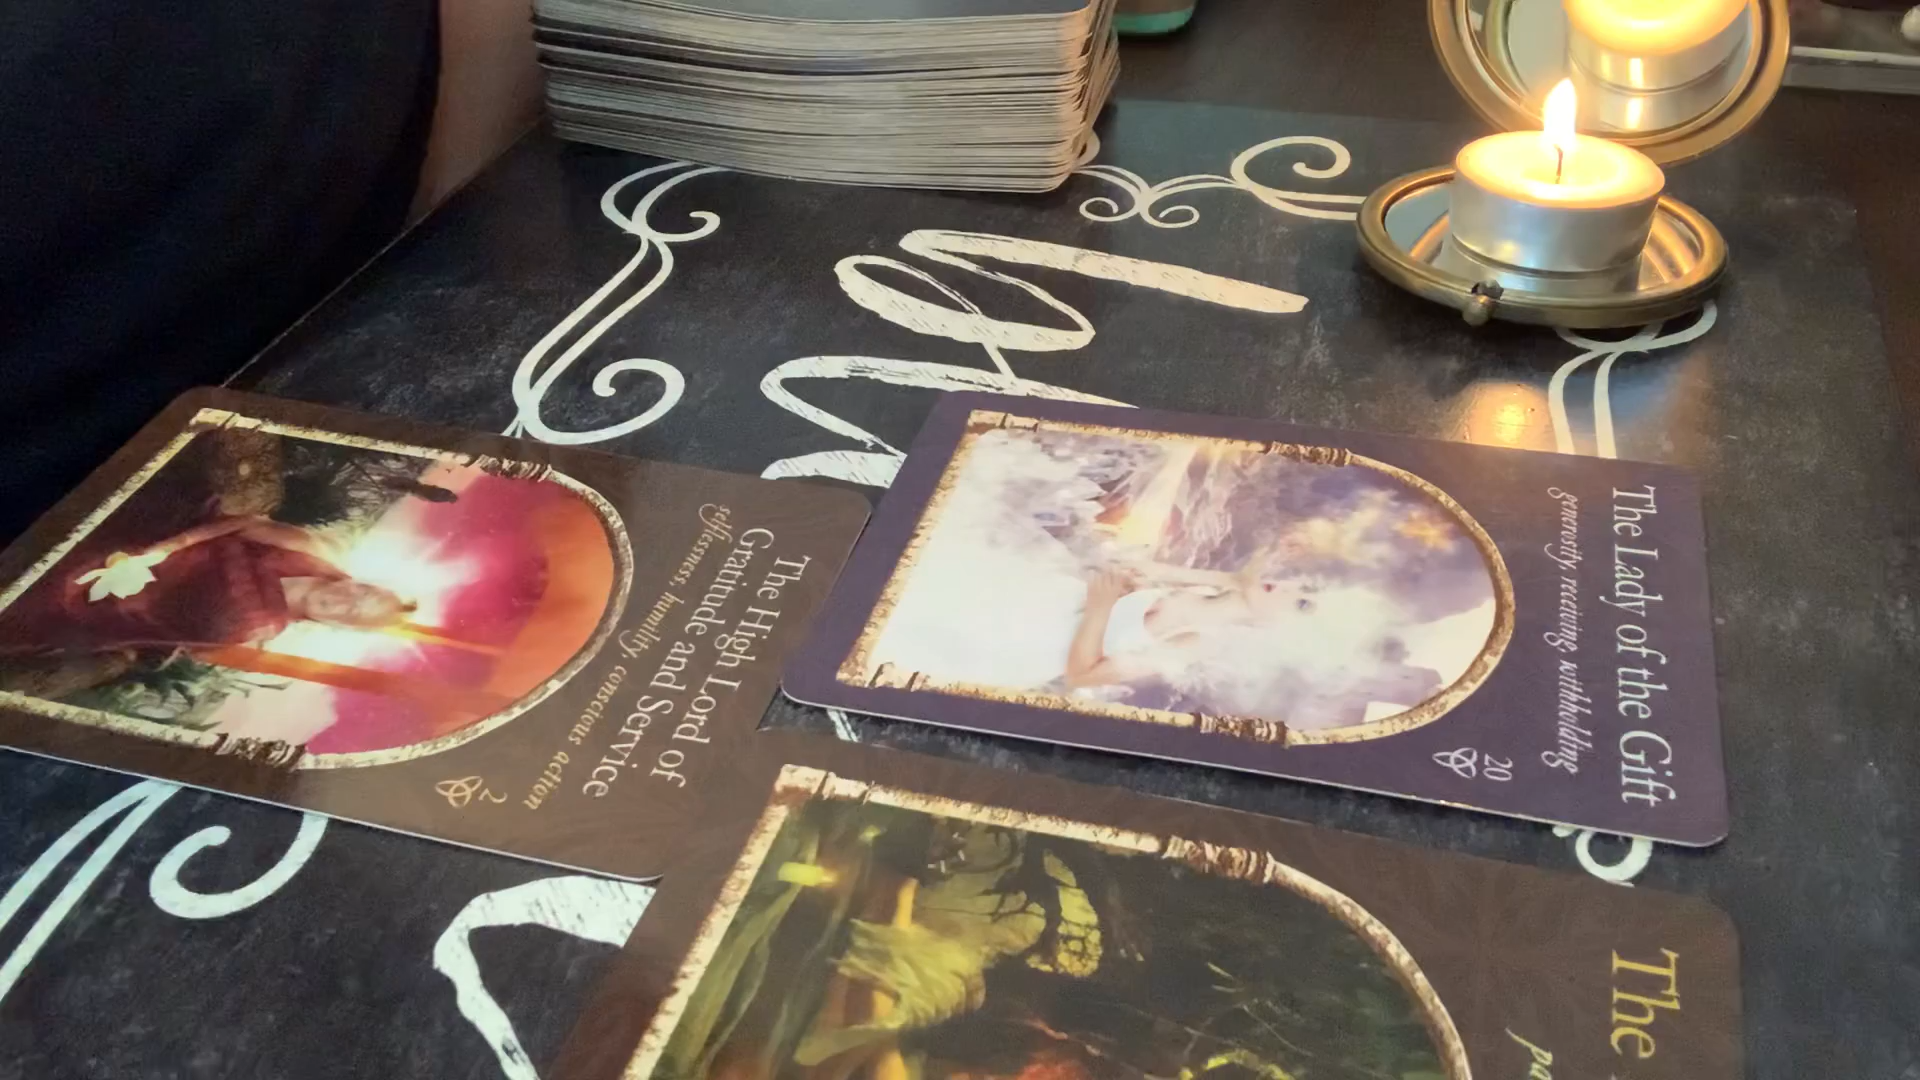 The High Lord of
Gratitude and Service
selflessness, humility, conscious action
2
The Lady of the Gift
generosity, receiving, withholding
20
The
pa